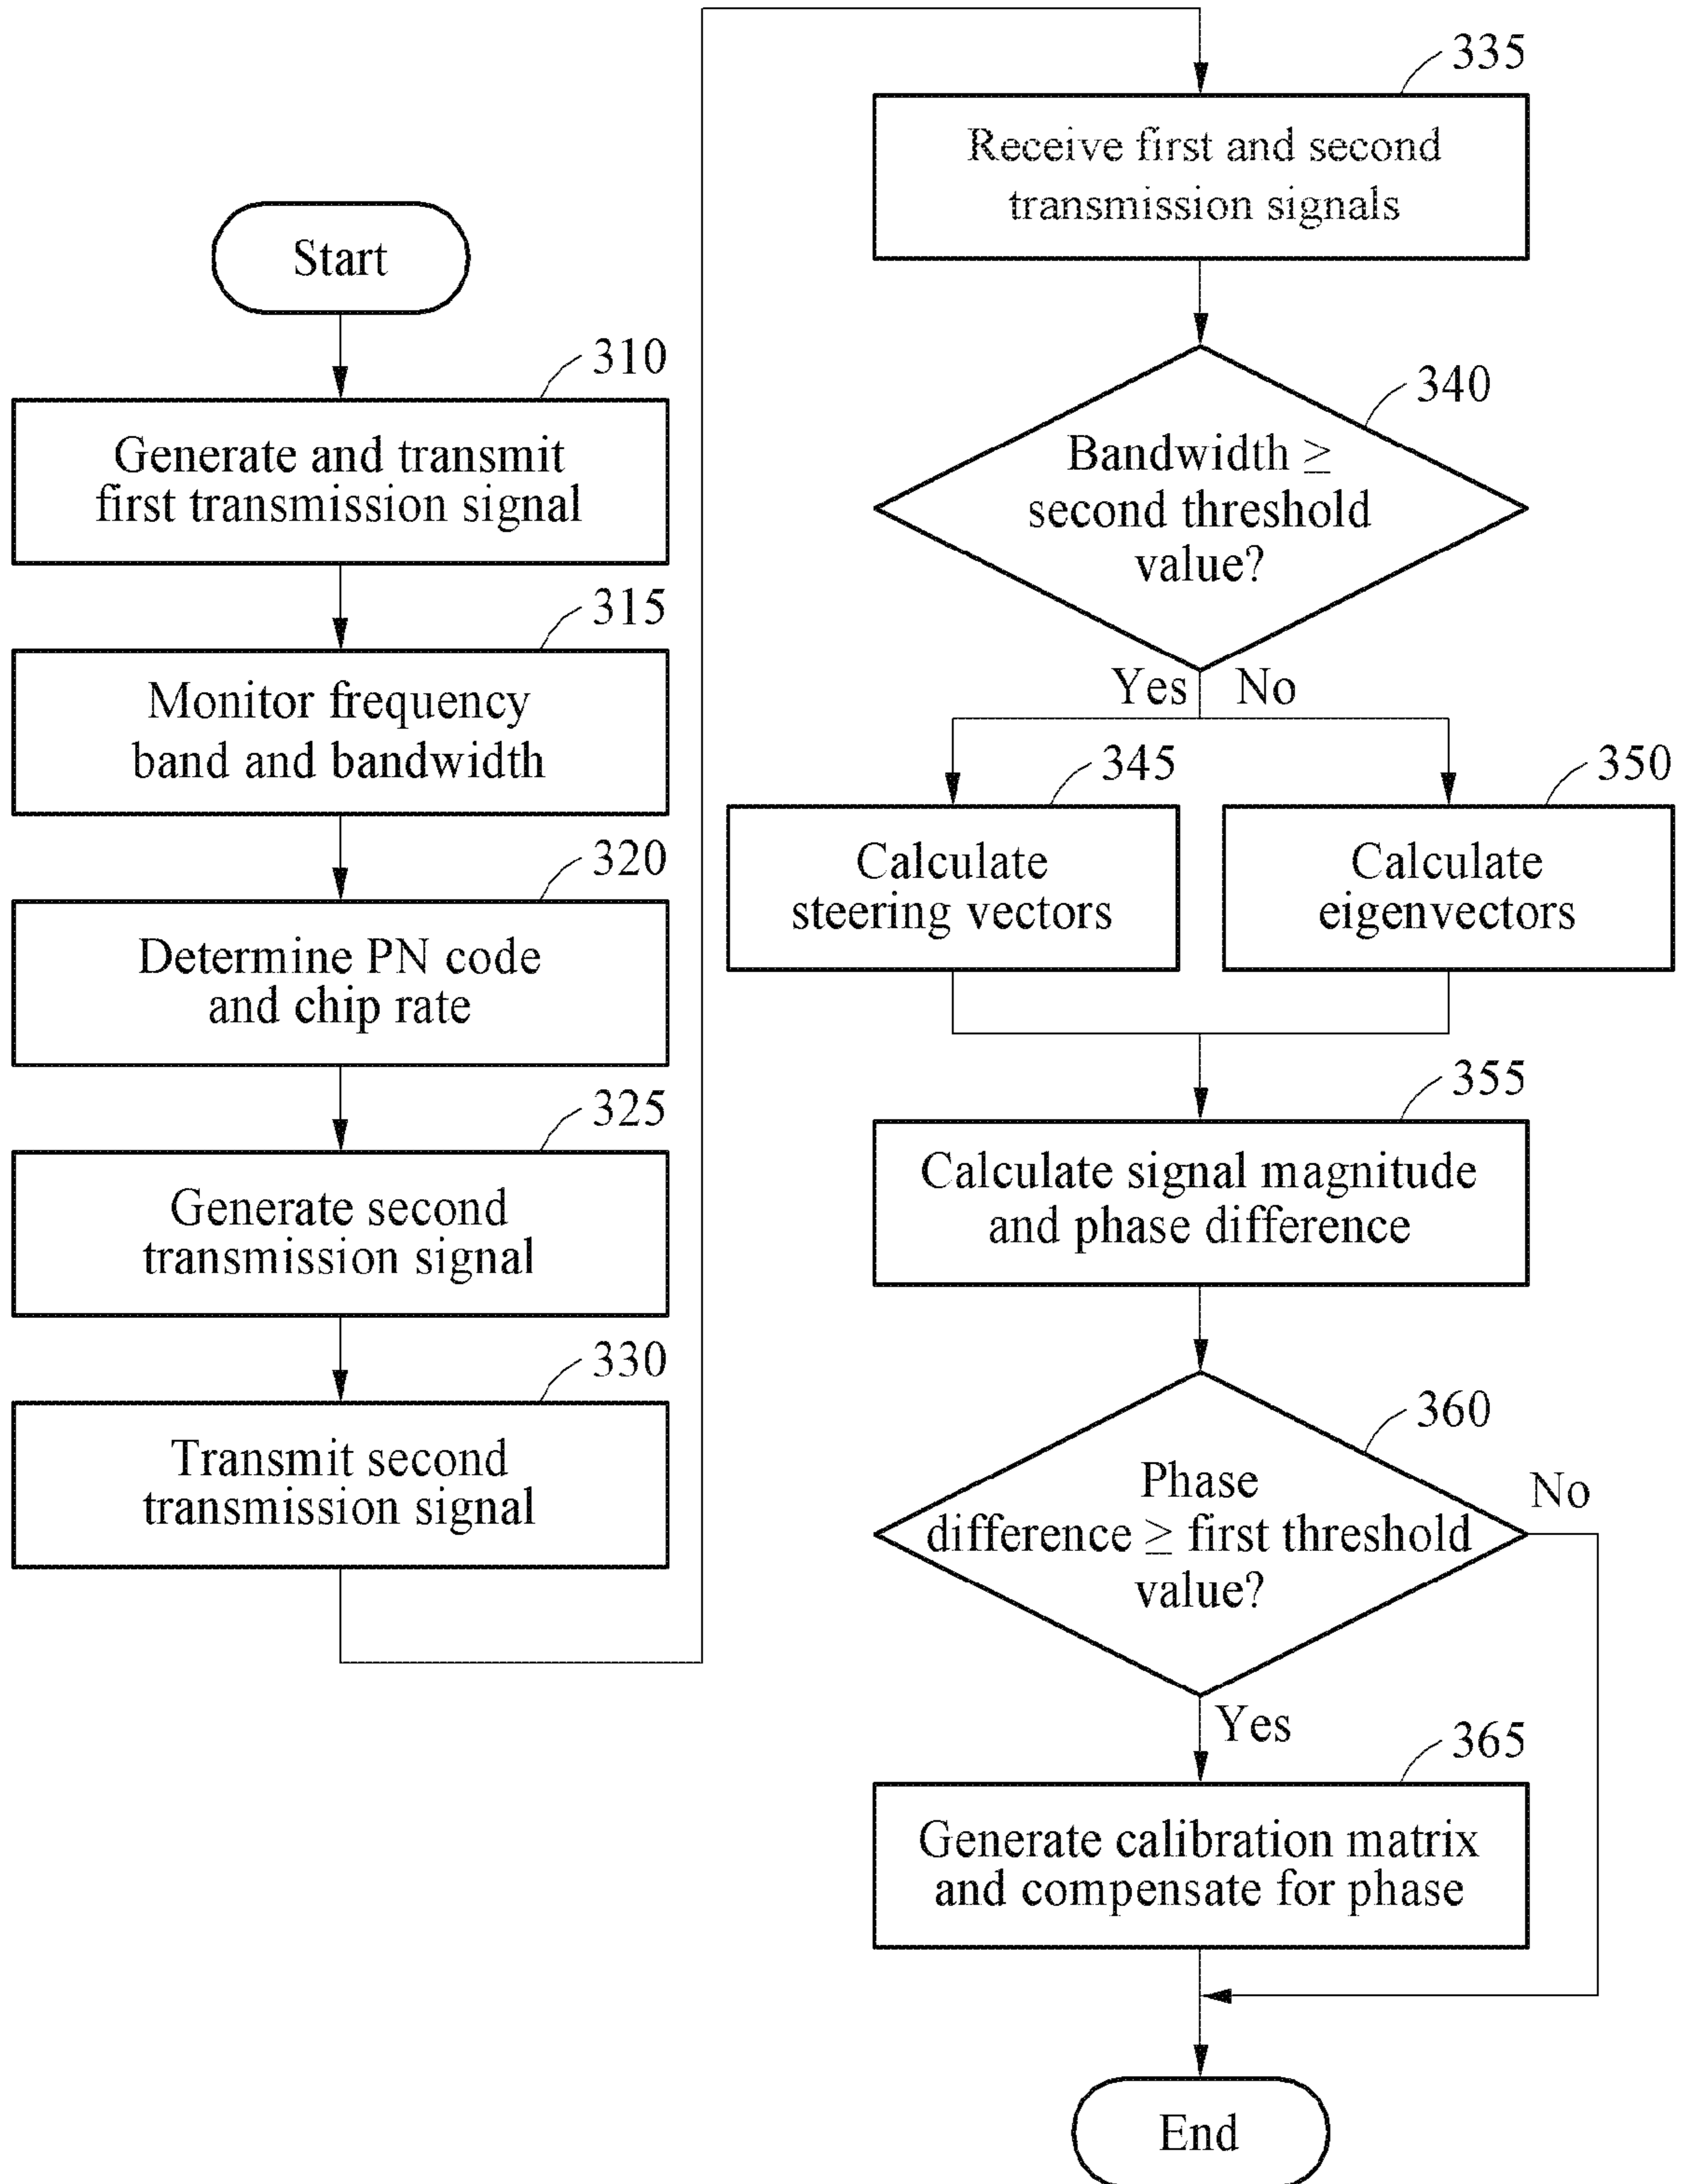 Start
310
Generate and transmit
first transmission signal
315
Monitor frequency
band and bandwidth
320
Determine PN code
and chip rate
325
Generate second
transmission signal
330
Transmit second
transmission signal
335
Receive first and second
transmission signals
340
Bandwidth ≥
second threshold
value?
Yes No
345
Calculate
steering vectors
350
Calculate
eigenvectors
355
Calculate signal magnitude
and phase difference
360
Phase
difference ≥ first threshold
value?
No
Yes
365
Generate calibration matrix
and compensate for phase
End